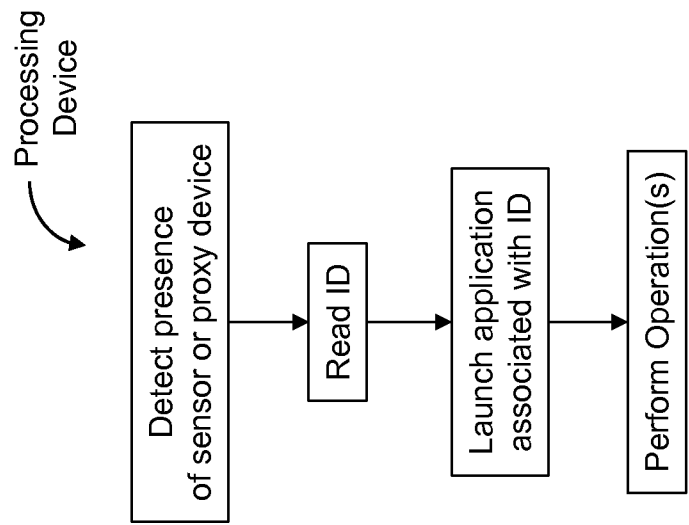 Processing
Device
Detect presence
of sensor or proxy device
Read ID
Launch application
associated with ID
Perform Operation(s)